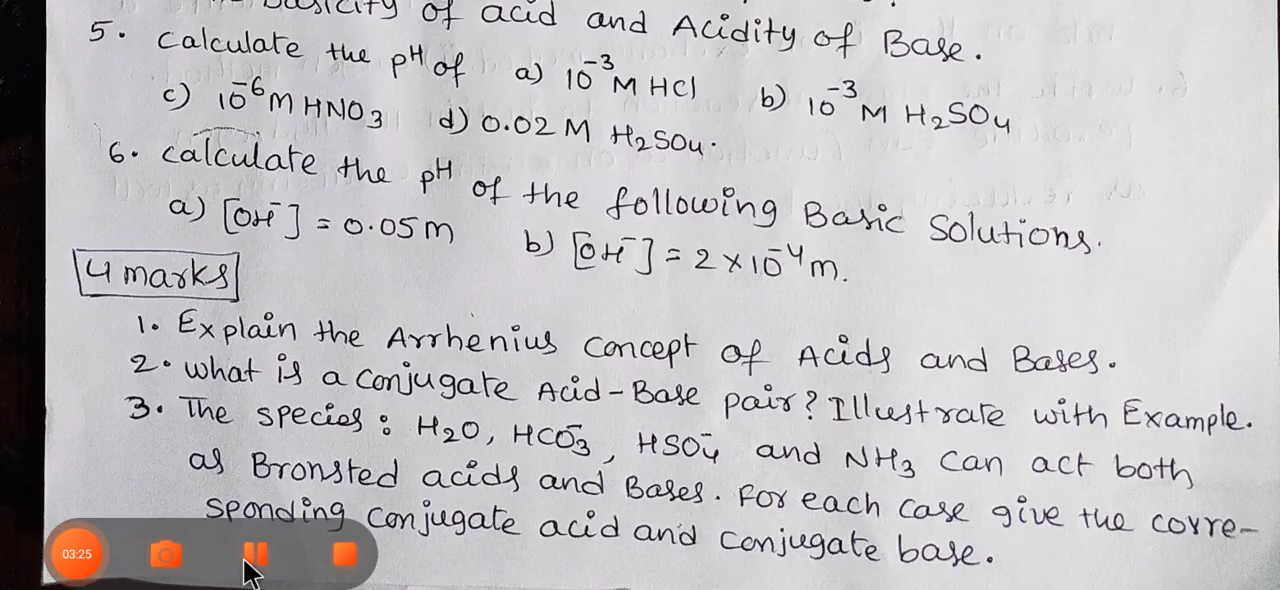 Basicity of acid and Acidity of Base.
5. Calculate the pH of a) 10⁻³ M HCl b) 10⁻³ M H₂SO₄
c) 10⁻⁶ M HNO₃ d) 0.02 M H₂SO₄.
6. Calculate the pH of the following Basic Solutions.
a) [OH⁻] = 0.05 m b) [OH⁻] = 2 × 10⁻⁴ m.
4 marks
1. Explain the Arrhenius Concept of Acids and Bases.
2. What is a Conjugate Acid-Base pair? Illustrate with Example.
3. The species: H₂O, HCO₃⁻, HSO₄⁻ and NH₃ can act both
as Bronsted acids and Bases. For each case give the corre-
sponding conjugate acid and conjugate base.
03:25